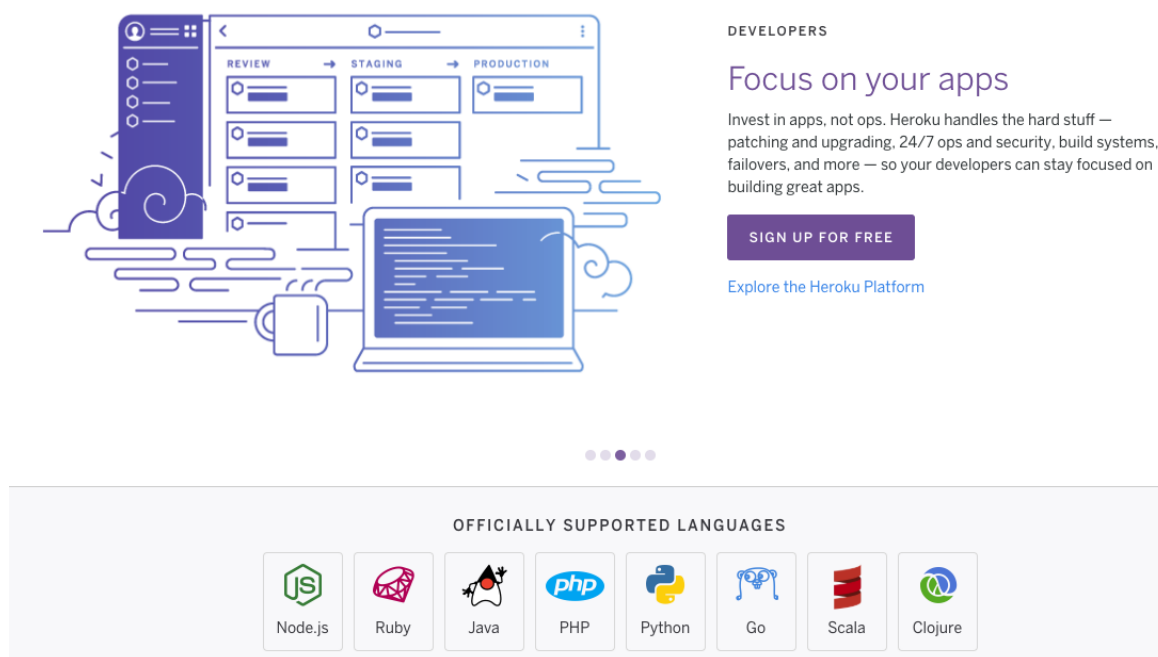 REVIEW
STAGING
PRODUCTION
DEVELOPERS
Focus on your apps
Invest in apps, not ops. Heroku handles the hard stuff —
patching and upgrading, 24/7 ops and security, build systems,
failovers, and more — so your developers can stay focused on
building great apps.
SIGN UP FOR FREE
Explore the Heroku Platform
OFFICIALLY SUPPORTED LANGUAGES
JS
php
Node.js Ruby Java PHP Python Go Scala Clojure